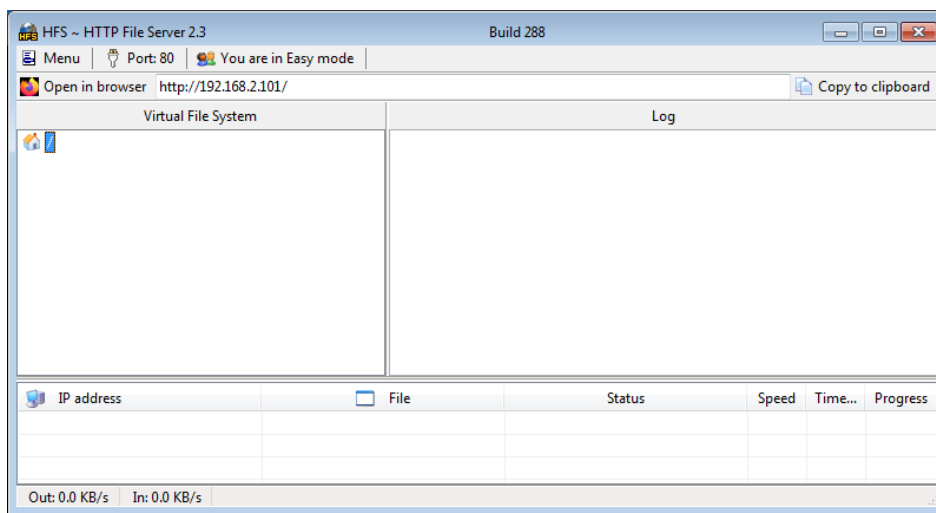 HFS ~ HTTP File Server 2.3 Build 288
Menu Port: 80 You are in Easy mode
Open in browser http://192.168.2.101/ Copy to clipboard
Virtual File System Log
/
IP address File Status Speed Time... Progress
Out: 0.0 KB/s In: 0.0 KB/s